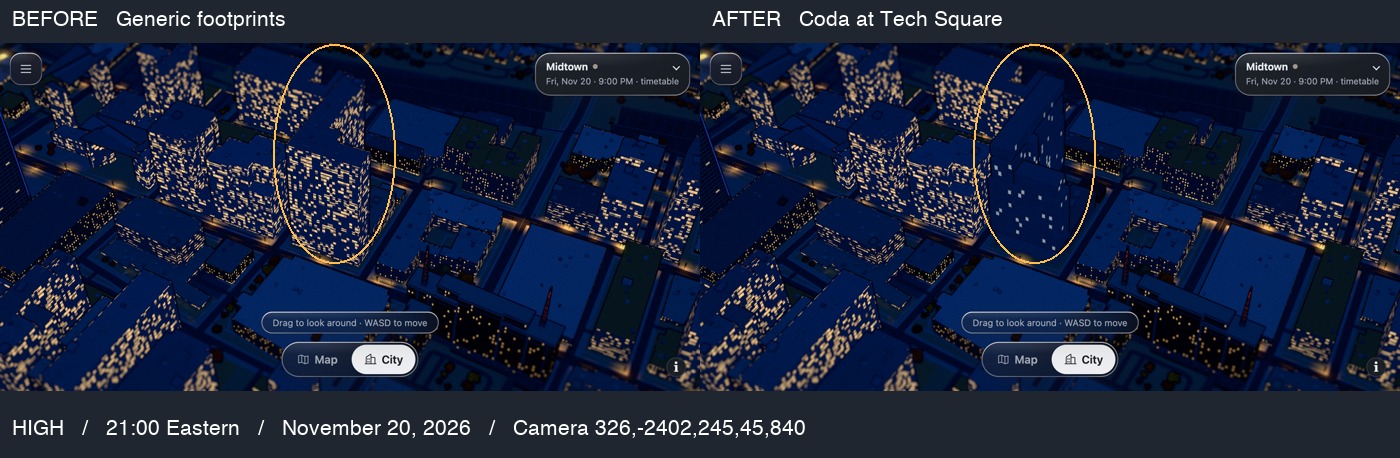 BEFORE Generic footprints
AFTER Coda at Tech Square
Midtown
Fri, Nov 20 · 9:00 PM · timetable
Midtown
Fri, Nov 20 · 9:00 PM · timetable
Drag to look around · WASD to move
Drag to look around · WASD to move
Map City
i
Map City
i
HIGH / 21:00 Eastern / November 20, 2026 / Camera 326,-2402,245,45,840